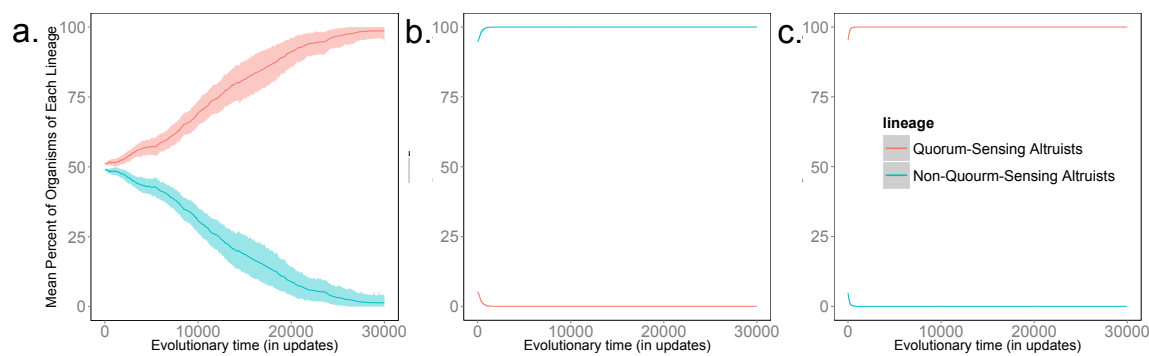 a.
Mean Percent of Organisms of Each Lineage
100
75
50
25
0
0 10000 20000 30000
Evolutionary time (in updates)
b.
100
75
50
25
0
0 10000 20000 30000
Evolutionary time (in updates)
c.
100
75
50
25
0
0 10000 20000 30000
Evolutionary time (in updates)
lineage
Quorum-Sensing Altruists
Non-Quourm-Sensing Altruists